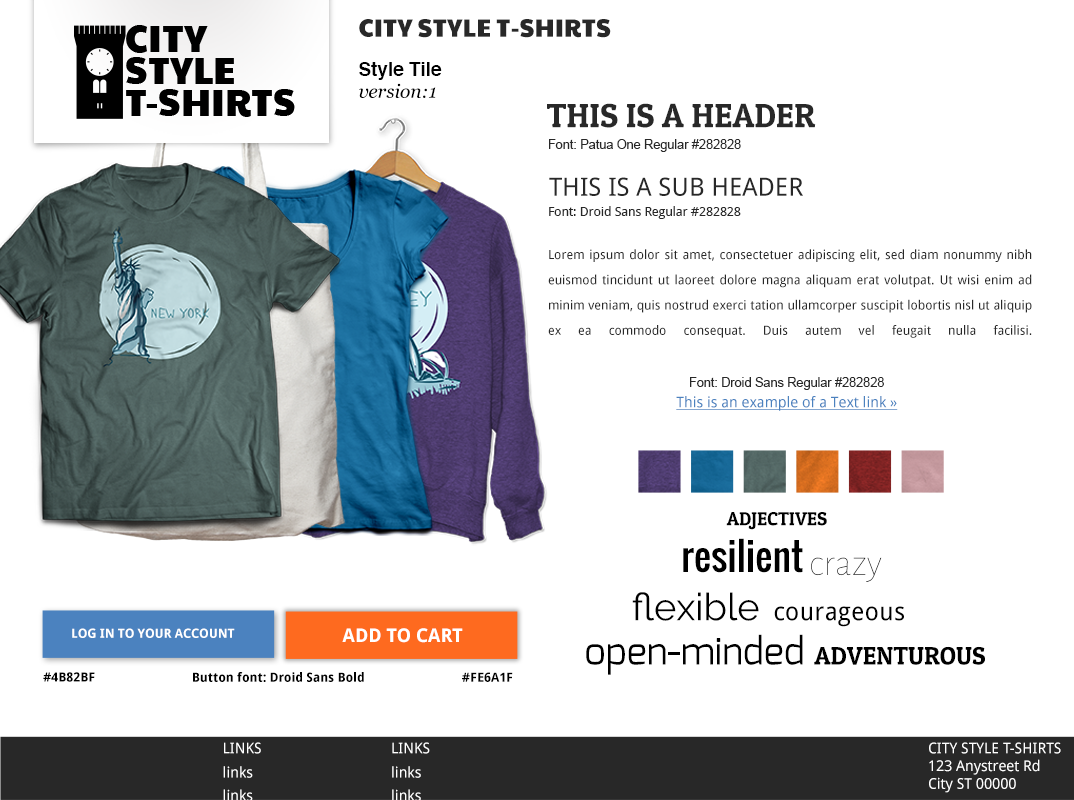 CITY
STYLE
T-SHIRTS
CITY STYLE T-SHIRTS
Style Tile
version:1
NEW YORK
EY
THIS IS A HEADER
Font: Patua One Regular #282828
THIS IS A SUB HEADER
Font: Droid Sans Regular #282828
Lorem ipsum dolor sit amet, consectetuer adipiscing elit, sed diam nonummy nibh
euismod tincidunt ut laoreet dolore magna aliquam erat volutpat. Ut wisi enim ad
minim veniam, quis nostrud exerci tation ullamcorper suscipit lobortis nisl ut aliquip
ex ea commodo consequat. Duis autem vel feugait nulla facilisi.
Font: Droid Sans Regular #282828
This is an example of a Text link »
ADJECTIVES
resilient crazy
flexible courageous
open-minded ADVENTUROUS
LOG IN TO YOUR ACCOUNT
ADD TO CART
#4B82BF
Button font: Droid Sans Bold
#FE6A1F
LINKS
links
links
LINKS
links
links
CITY STYLE T-SHIRTS
123 Anystreet Rd
City ST 00000